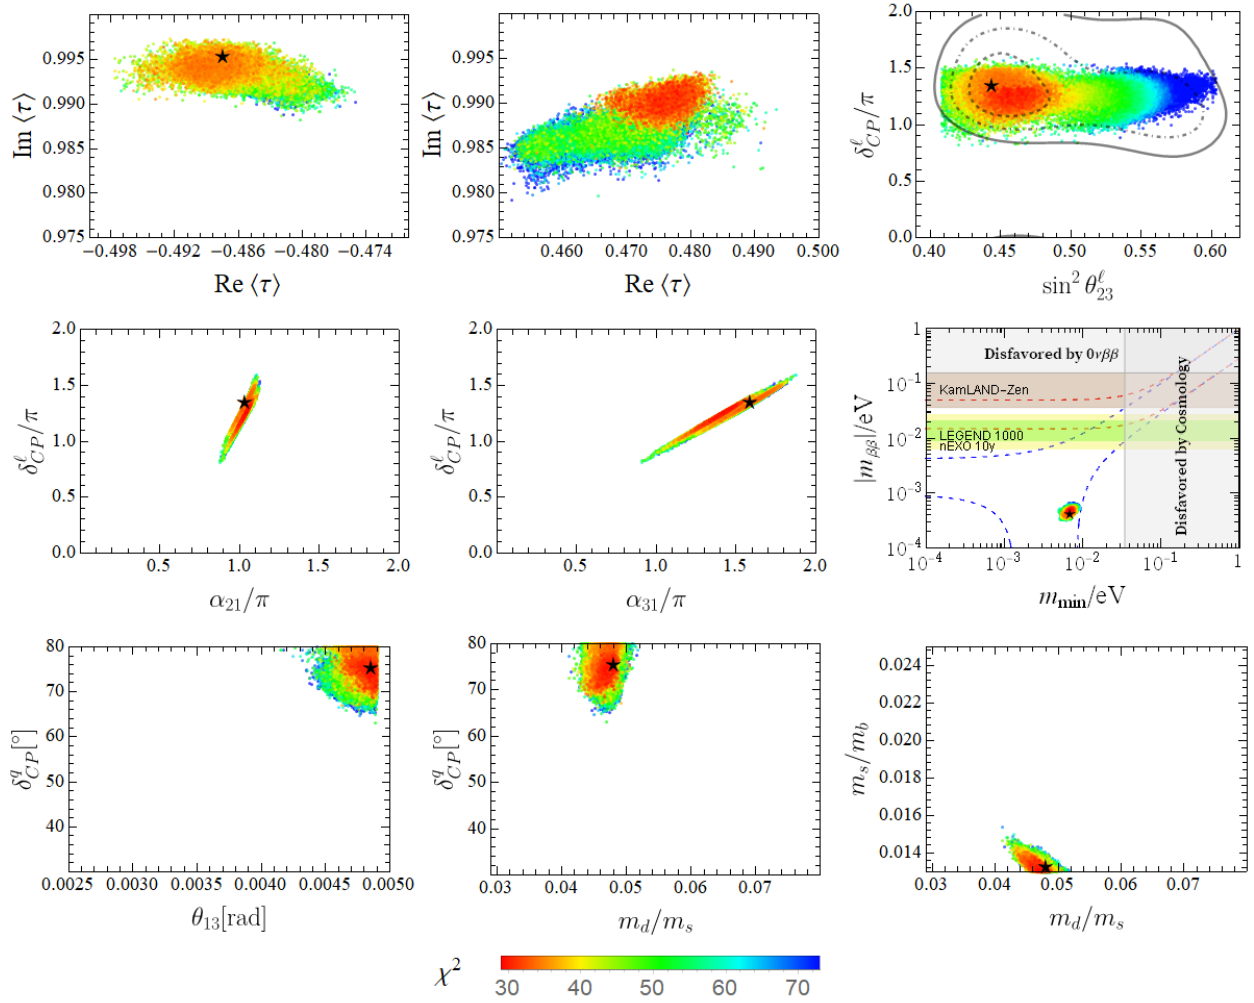 0.995
0.990
0.985
0.980
0.975
Im ⟨τ⟩
−0.498 −0.492 −0.486 −0.480 −0.474
Re ⟨τ⟩
0.995
0.990
0.985
0.980
0.975
Im ⟨τ⟩
0.460 0.470 0.480 0.490 0.500
Re ⟨τ⟩
2.0
1.5
1.0
0.5
0.0
δ^ℓ_CP/π
0.40 0.45 0.50 0.55 0.60
sin² θ^ℓ_23
2.0
1.5
1.0
0.5
0.0
δ^ℓ_CP/π
0.5 1.0 1.5 2.0
α₂₁/π
2.0
1.5
1.0
0.5
0.0
δ^ℓ_CP/π
0.5 1.0 1.5 2.0
α₃₁/π
1
10⁻¹
10⁻²
10⁻³
10⁻⁴
|m_ββ|/eV
Disfavored by 0νββ
KamLAND-Zen
LEGEND 1000
nEXO 10y
Disfavored by Cosmology
10⁻⁴ 10⁻³ 10⁻² 10⁻¹ 1
m_min/eV
80
70
60
50
40
δ^q_CP[°]
0.0025 0.0030 0.0035 0.0040 0.0045 0.0050
θ₁₃[rad]
80
70
60
50
40
δ^q_CP[°]
0.03 0.04 0.05 0.06 0.07
m_d/m_s
0.024
0.022
0.020
0.018
0.016
0.014
m_s/m_b
0.03 0.04 0.05 0.06 0.07
m_d/m_s
χ²
30 40 50 60 70